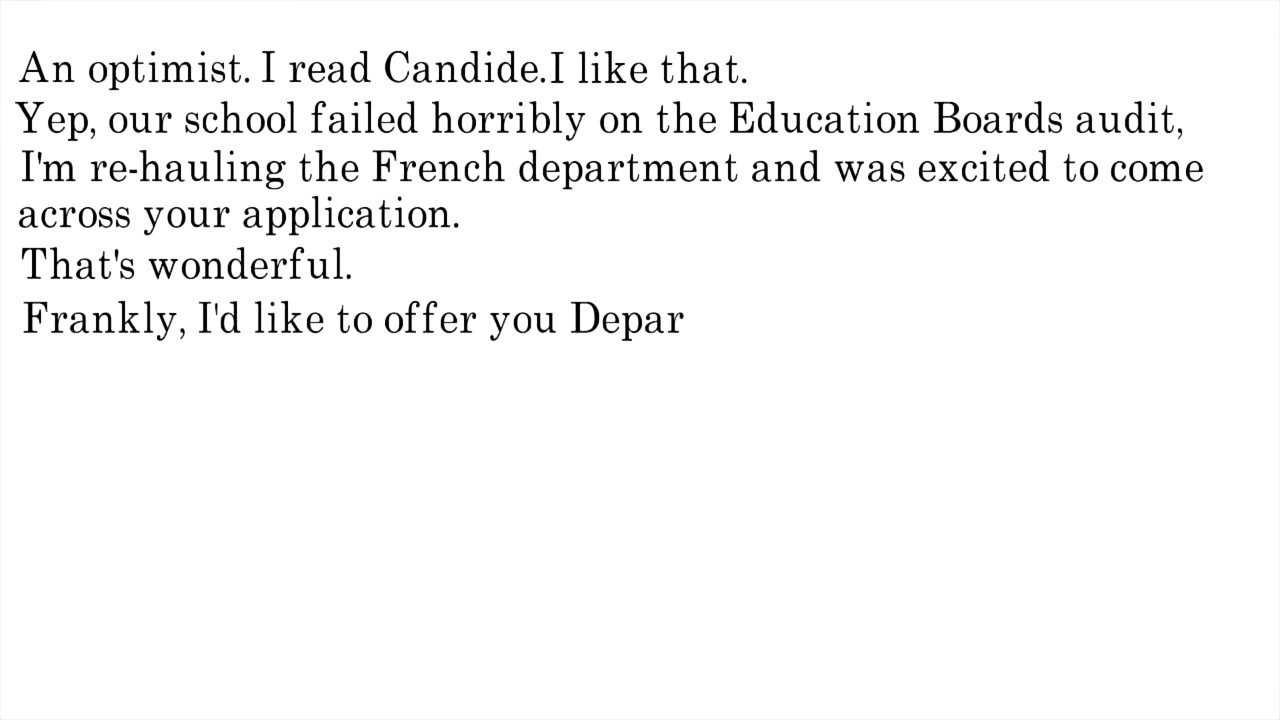 An optimist. I read Candide.I like that.
Yep, our school failed horribly on the Education Boards audit,
I'm re-hauling the French department and was excited to come
across your application.
That's wonderful.
Frankly, I'd like to offer you Depar